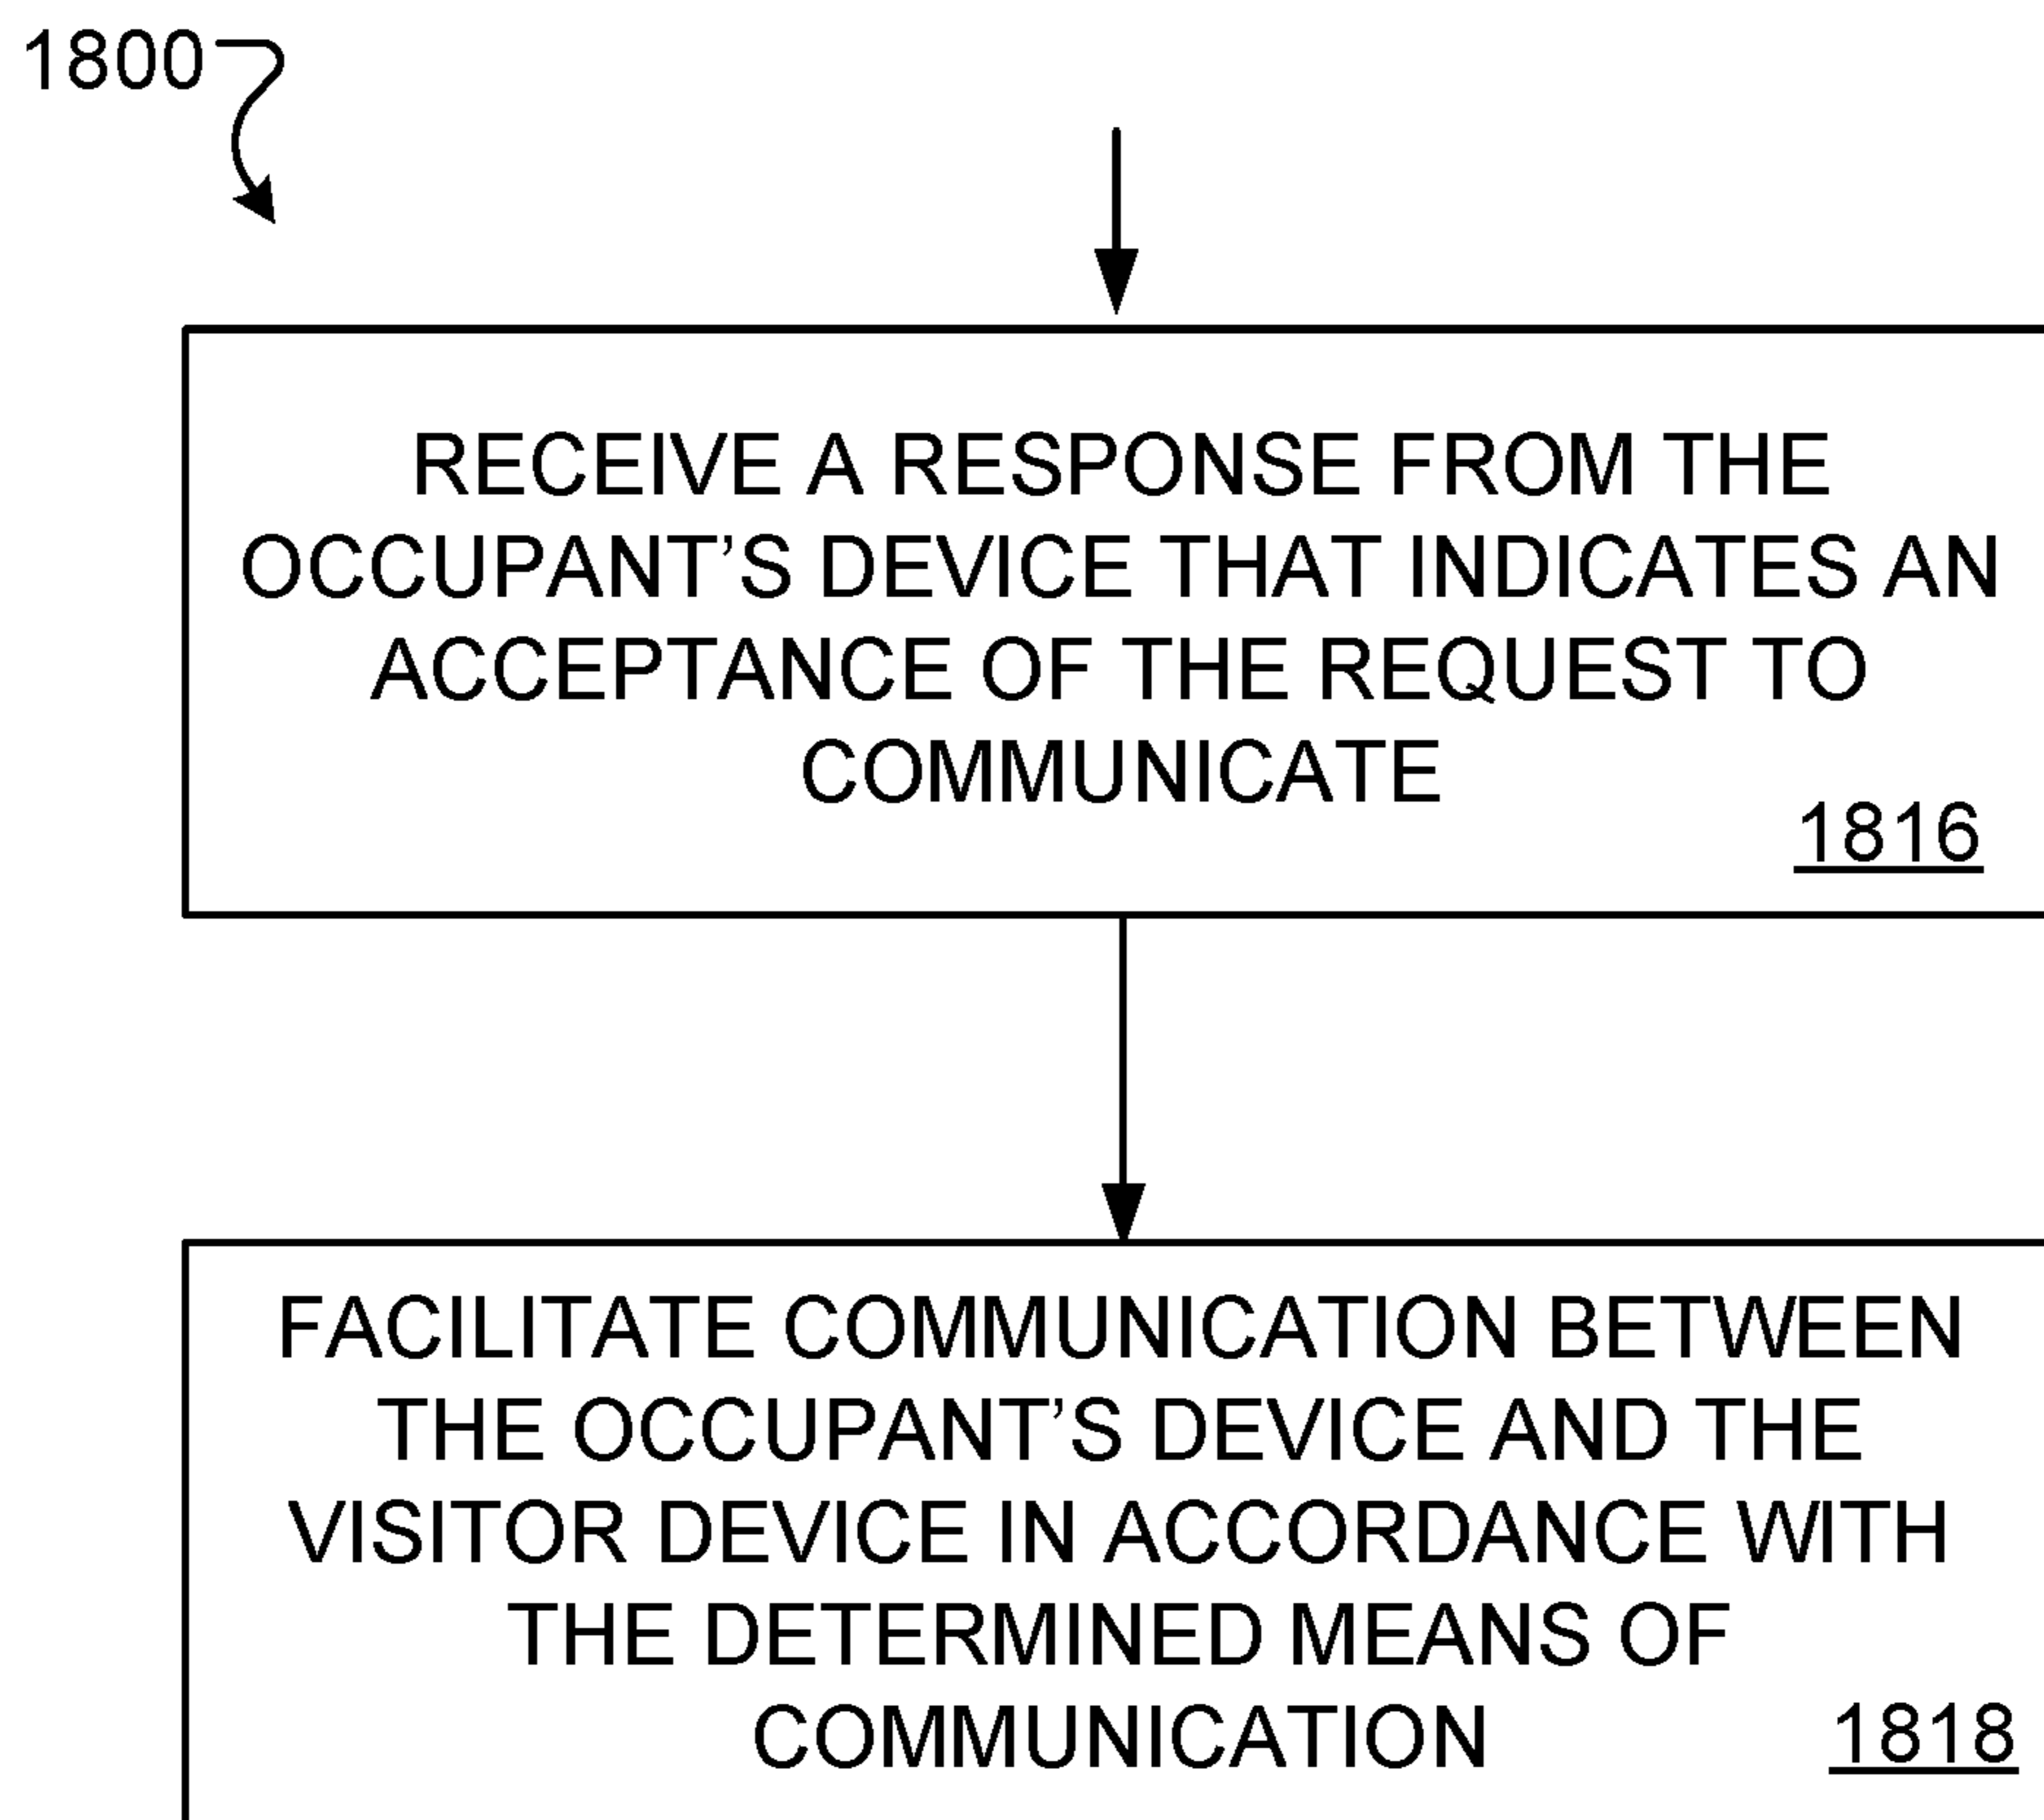 1800
RECEIVE A RESPONSE FROM THE
OCCUPANT’S DEVICE THAT INDICATES AN
ACCEPTANCE OF THE REQUEST TO
COMMUNICATE
1816
FACILITATE COMMUNICATION BETWEEN
THE OCCUPANT’S DEVICE AND THE
VISITOR DEVICE IN ACCORDANCE WITH
THE DETERMINED MEANS OF
COMMUNICATION
1818